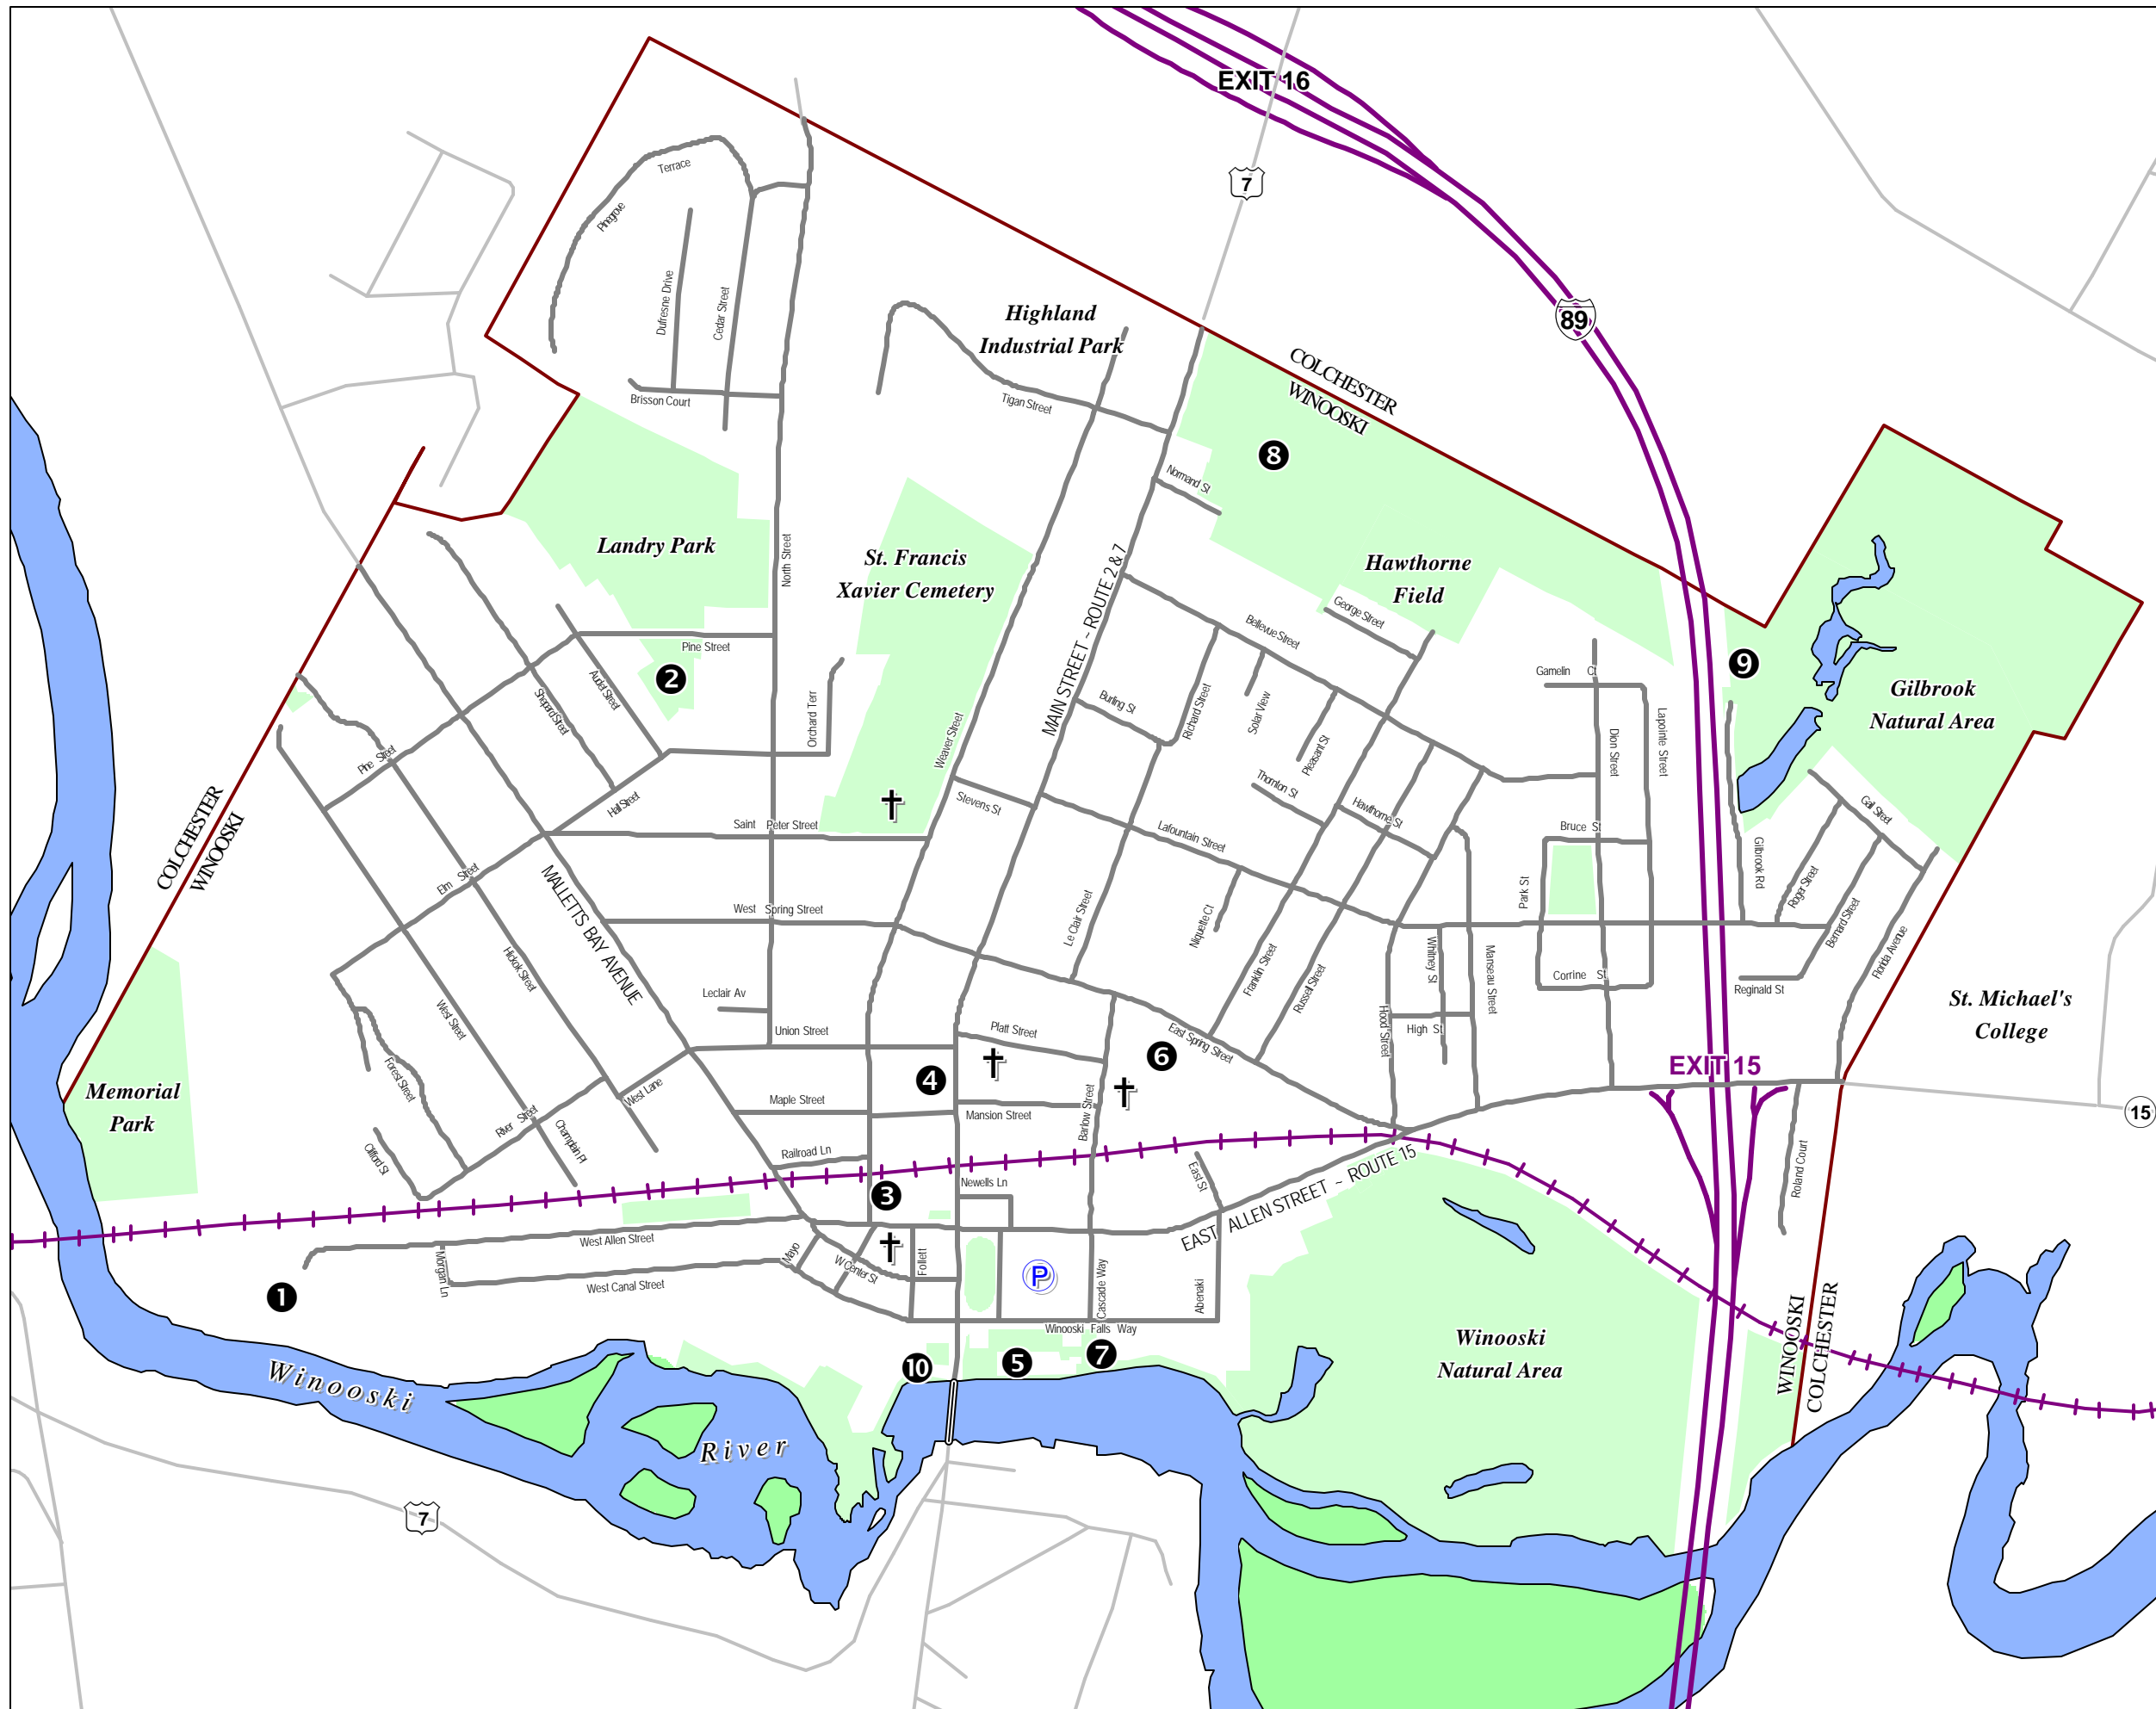 EXIT 16
7
Terrace
Pinegrove
Dufresne Drive
Cedar Street
Highland
Industrial Park
89
COLCHESTER
WINOOSKI
Brisson Court
Tigan Street
8
Normand St
Landry Park
North Street
St. Francis
Xavier Cemetery
MAIN STREET ~ ROUTE 2 & 7
Hawthorne
Field
George Street
Bellevue Street
Pine Street
2
9
Gamelin Ct
Gilbrook
Natural Area
Audet Street
Shepard Street
Orchard Terr
Weaver Street
Burling St
Richard Street
Solar View
Pleasant St
Dion Street
Lapointe Street
Pine Street
Hall Street
Thornton St
Hawthorne St
Stevens St
Saint Peter Street
Lafountain Street
Bruce St
Gail Street
COLCHESTER
WINOOSKI
Elm Street
MALLETTS BAY AVENUE
Gilbrook Rd
Roger Street
West Spring Street
Le Clair Street
Niquette Ct
Park St
Bernard Street
Florida Avenue
Hickok Street
Franklin Street
Russell Street
Whitney St
Manseau Street
Corrine St
Reginald St
Leclair Av
West Street
Union Street
Platt Street
East Spring Street
Hood Street
High St
St. Michael's
College
6
EXIT 15
Memorial
Park
Forest Street
West Lane
4
Maple Street
Mansion Street
Barlow Street
15
River Street
Champlain Pl
Clifford St
Railroad Ln
East St
EAST ALLEN STREET ~ ROUTE 15
Roland Court
3
Newells Ln
West Allen Street
Morgan Ln
Mayo
W Center St
Follett
P
Cascade Way
Abenaki
West Canal Street
1
Winooski Falls Way
WINOOSKI
COLCHESTER
Winooski
Natural Area
10
5
7
Winooski
River
7